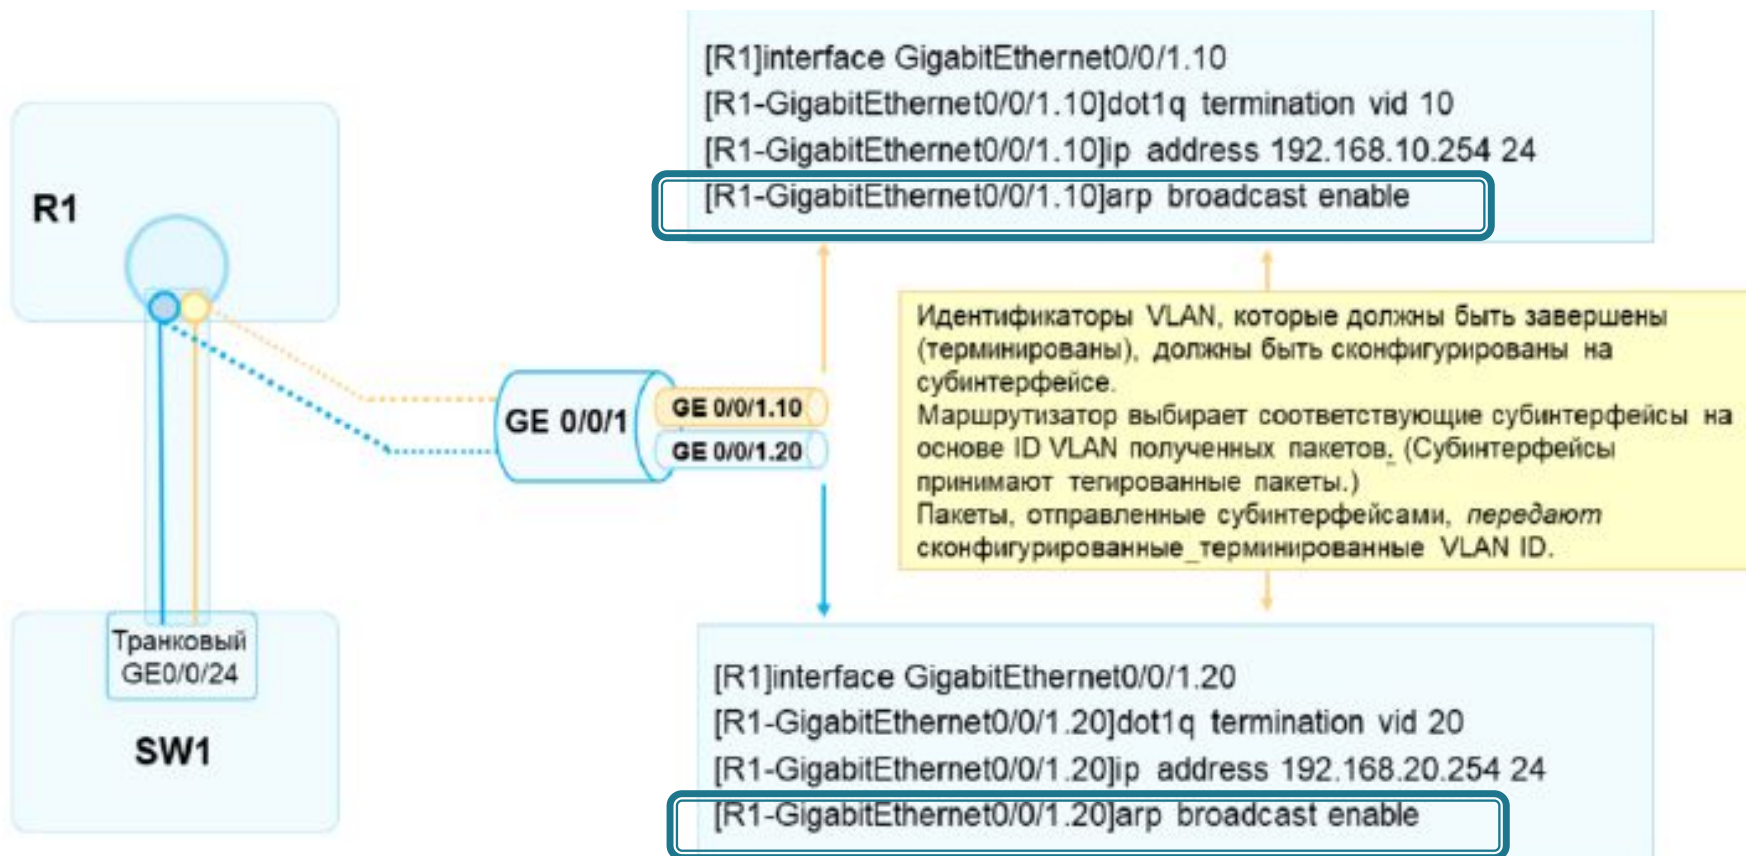 [R1]interface GigabitEthernet0/0/1.10
[R1-GigabitEthernet0/0/1.10]dot1q termination vid 10
[R1-GigabitEthernet0/0/1.10]ip address 192.168.10.254 24
[R1-GigabitEthernet0/0/1.10]arp broadcast enable
R1
GE 0/0/1
GE 0/0/1.10
GE 0/0/1.20
Идентификаторы VLAN, которые должны быть завершены
(терминированы), должны быть сконфигурированы на
субинтерфейсе.
Маршрутизатор выбирает соответствующие субинтерфейсы на
основе ID VLAN полученных пакетов. (Субинтерфейсы
принимают тегированные пакеты.)
Пакеты, отправленные субинтерфейсами, передают
сконфигурированные_терминированные VLAN ID.
Транковый
GE0/0/24
SW1
[R1]interface GigabitEthernet0/0/1.20
[R1-GigabitEthernet0/0/1.20]dot1q termination vid 20
[R1-GigabitEthernet0/0/1.20]ip address 192.168.20.254 24
[R1-GigabitEthernet0/0/1.20]arp broadcast enable